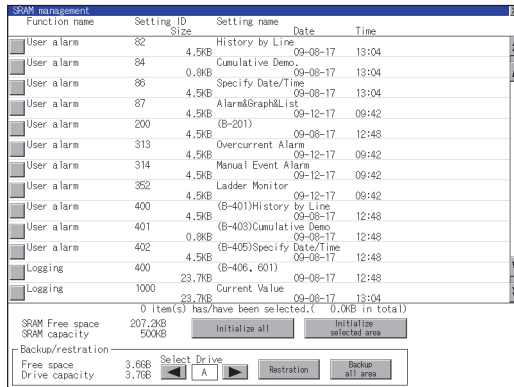 SRAM management
Function name Setting ID Setting name
Size Date Time
User alarm 82 History by Line
4.5KB 09-08-17 13:04
User alarm 84 Cumulative Demo.
0.8KB 09-08-17 13:04
User alarm 86 Specify Date/Time
4.5KB 09-08-17 13:04
User alarm 87 Alarm&Graph&List
4.5KB 09-12-17 09:42
User alarm 200 (B-201)
4.5KB 09-08-17 12:48
User alarm 313 Overcurrent Alarm
4.5KB 09-12-17 09:42
User alarm 314 Manual Event Alarm
4.5KB 09-12-17 09:42
User alarm 352 Ladder Monitor
4.5KB 09-12-17 09:42
User alarm 400 (B-401)History by Line
4.5KB 09-08-17 12:48
User alarm 401 (B-403)Cumulative Demo
0.8KB 09-08-17 12:48
User alarm 402 (B-405)Specify Date/Time
4.5KB 09-08-17 12:48
Logging 400 (B-406、601)
23.7KB 09-08-17 12:48
Logging 1000 Current Value
23.7KB 09-08-17 12:48
0 item(s) has/have been selected.( 0.0KB in total)
SRAM Free space 207.2KB
SRAM capacity 500KB
Initialize all
Initialize
selected area
Backup/restration
Free space 3.6GB
Drive capacity 3.7GB
Select Drive
A
Restration
Backup
all area